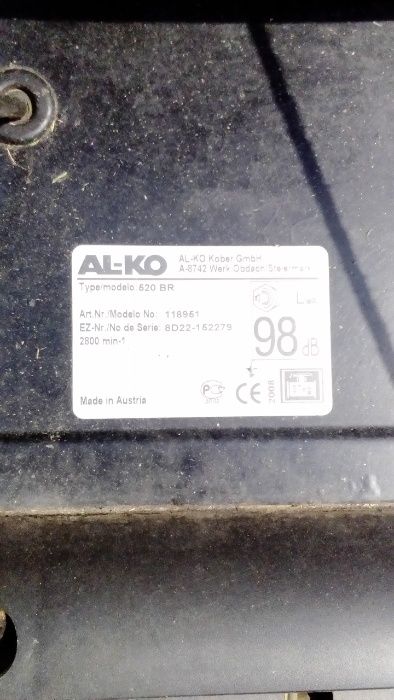 AL-KO
AL-KO Kober GmbH
A-8742 Werk Obdach Steiermark
Type/modelo 520 BR
Art.Nr./Modelo No: 118951
EZ-Nr./No de Serie: 8D22-152279
2800 min-1
98 dB
Made in Austria
CE
2008